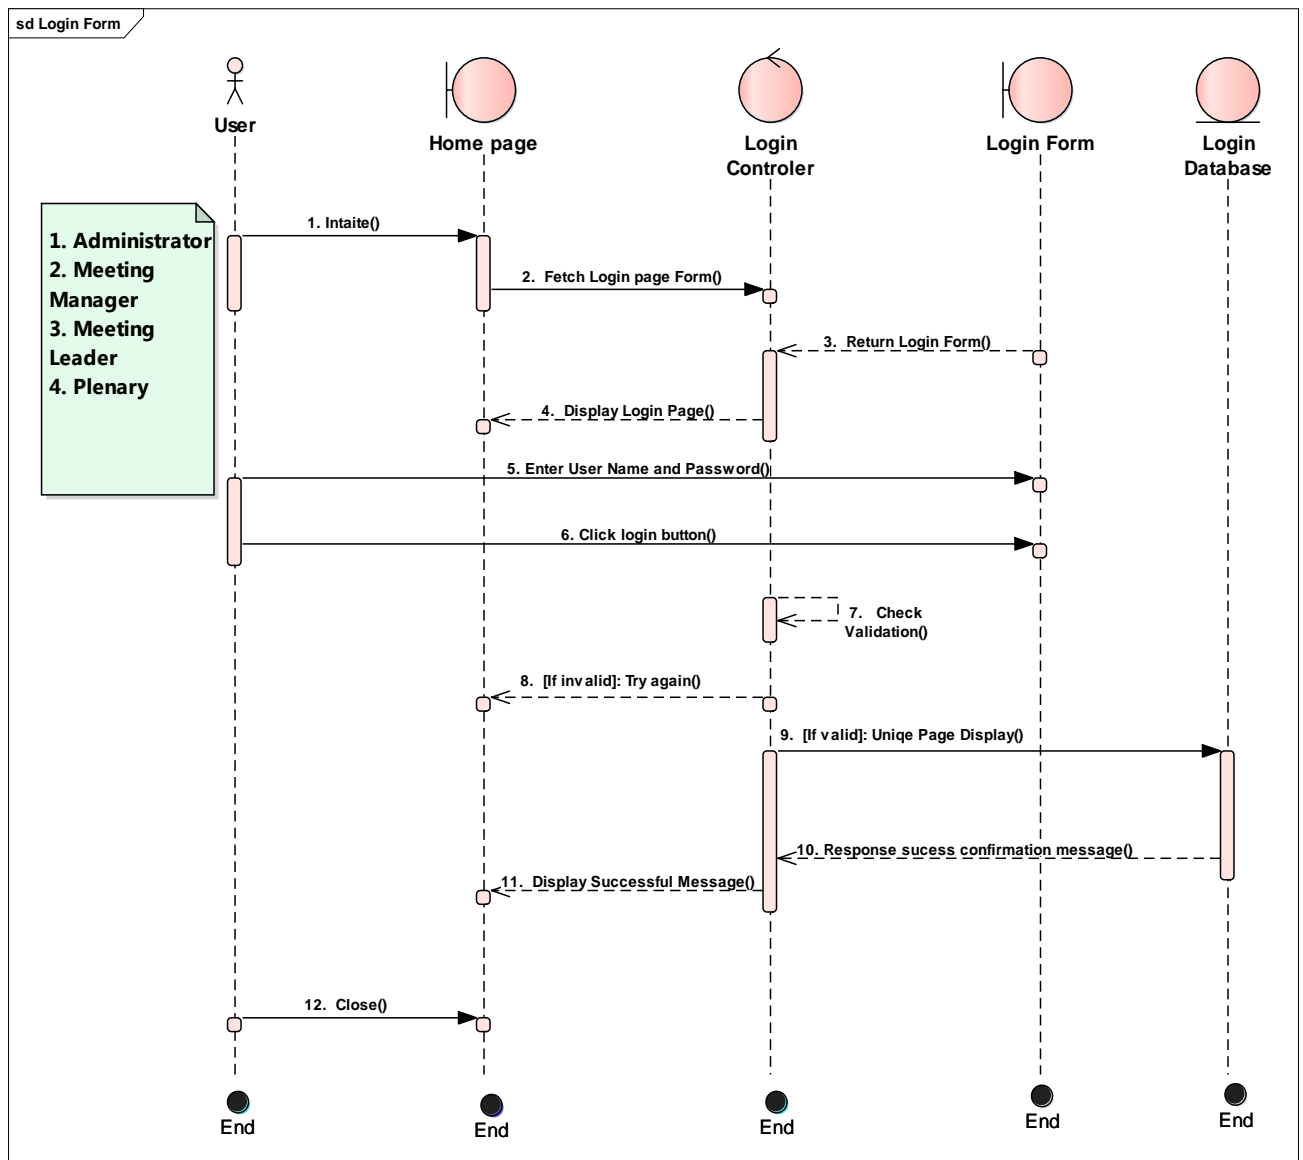 sd Login Form
User
Home page
Login
Controler
Login Form
Login
Database
1. Administrator
2. Meeting
Manager
3. Meeting
Leader
4. Plenary
1. Intaite()
2. Fetch Login page Form()
3. Return Login Form()
4. Display Login Page()
5. Enter User Name and Password()
6. Click login button()
7. Check
Validation()
8. [If invalid]: Try again()
9. [If valid]: Uniqe Page Display()
10. Response sucess confirmation message()
11. Display Successful Message()
12. Close()
End
End
End
End
End